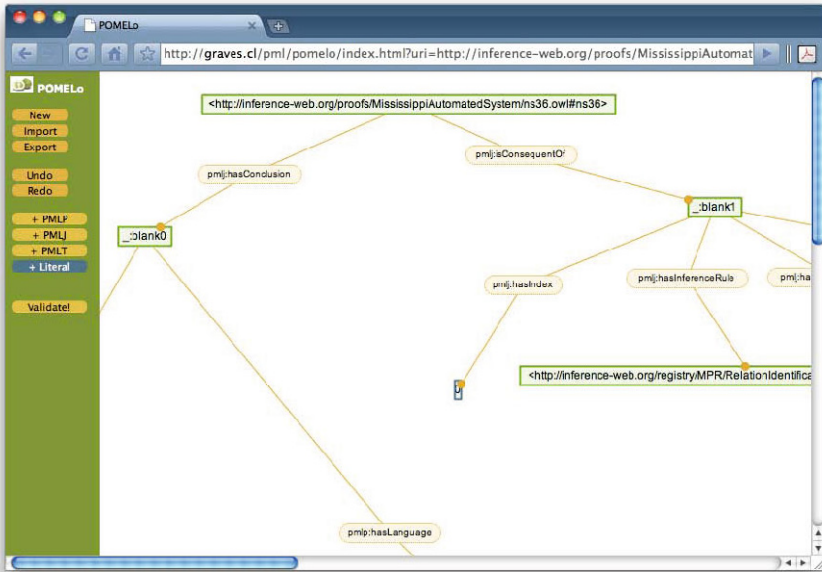 POMELo
http://graves.cl/pml/pomelo/index.html?uri=http://inference-web.org/proofs/MississippiAutomat
POMELo
New
Import
Export
Undo
Redo
+ PMLP
+ PMLJ
+ PMLT
+ Literal
Validate!
<http://inference-web.org/proofs/MississippiAutomatedSystem/ns36.owl#ns36>
pmlj:hasConclusion
pmlj:isConsequentOf
_:blank0
_:blank1
pmlj:hasIndex
pmlj:hasInferenceRule
pmlj:ha
<http://inference-web.org/registry/MPR/RelationIdentifica
pmlp:hasLanguage